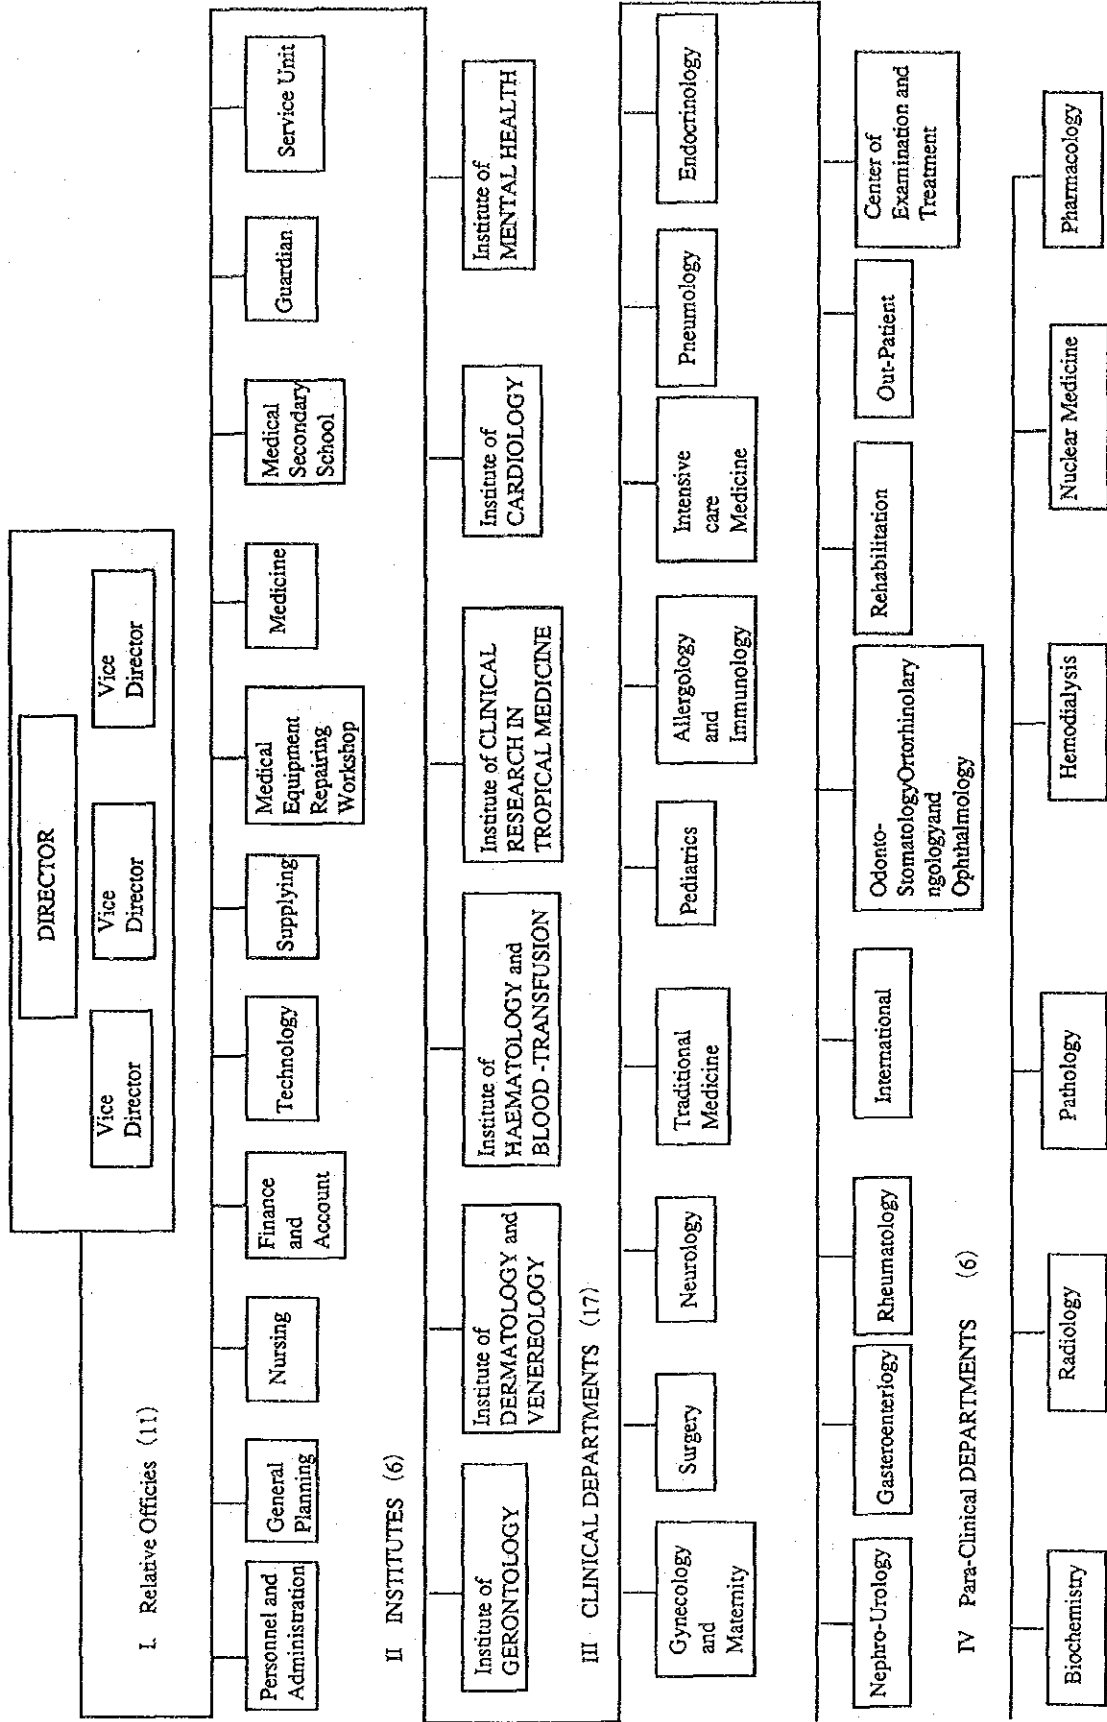 DIRECTOR
Vice
Director
Vice
Director
Vice
Director
I. Relative Officies (11)
Personnel and
Administration
General
Planning
Nursing
Finance
and
Account
Technology
Supplying
Medical
Equipment
Repairing
Workshop
Medicine
Medical
Secondary
School
Guardian
Service Unit
II INSTITUTES (6)
Institute of
GERONTOLOGY
Institute of
DERMATOLOGY and
VENEREOLOGY
Institute of
HAEMATOLOGY and
BLOOD -TRANSFUSION
Institute of CLINICAL
RESEARCH IN
TROPICAL MEDICINE
Institute of
CARDIOLOGY
Institute of
MENTAL HEALTH
III CLINICAL DEPARTMENTS (17)
Gynecology
and
Maternity
Surgery
Neurology
Traditional
Medicine
Pediatrics
Allergology
and
Immunology
Intensive
care
Medicine
Pneumology
Endocrinology
Nephro-Urology
Gasteroenterlogy
Rheumatology
International
Odonto-
StomatologyOrtorhinolary
ngologyand
Ophthalmology
Rehabilitation
Out-Patient
Center of
Examination and
Treatment
IV Para-Clinical DEPARTMENTS (6)
Biochemistry
Radiology
Pathology
Hemodialysis
Nuclear Medicine
Pharmacology